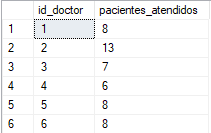 id_doctor pacientes_atendidos
1 1 8
2 2 13
3 3 7
4 4 6
5 5 8
6 6 8